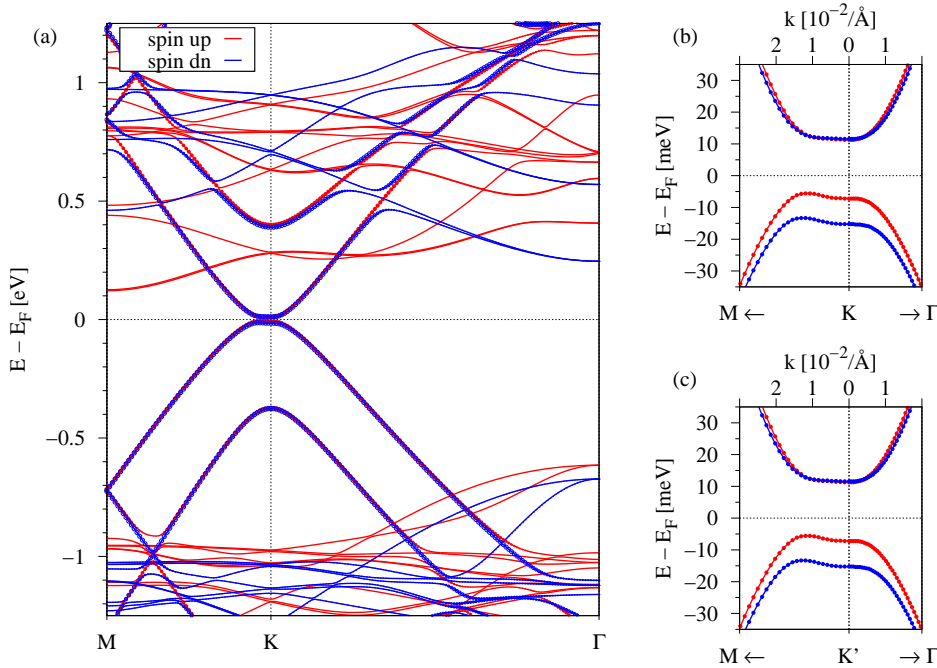 (a)
spin up
spin dn
1
0.5
0
−0.5
−1
E − E_F [eV]
M K Γ
(b)
k [10^−2/Å]
2 1 0 1
30
20
10
0
−10
−20
−30
E − E_F [meV]
M ← K → Γ
(c)
k [10^−2/Å]
2 1 0 1
30
20
10
0
−10
−20
−30
E − E_F [meV]
M ← K' → Γ